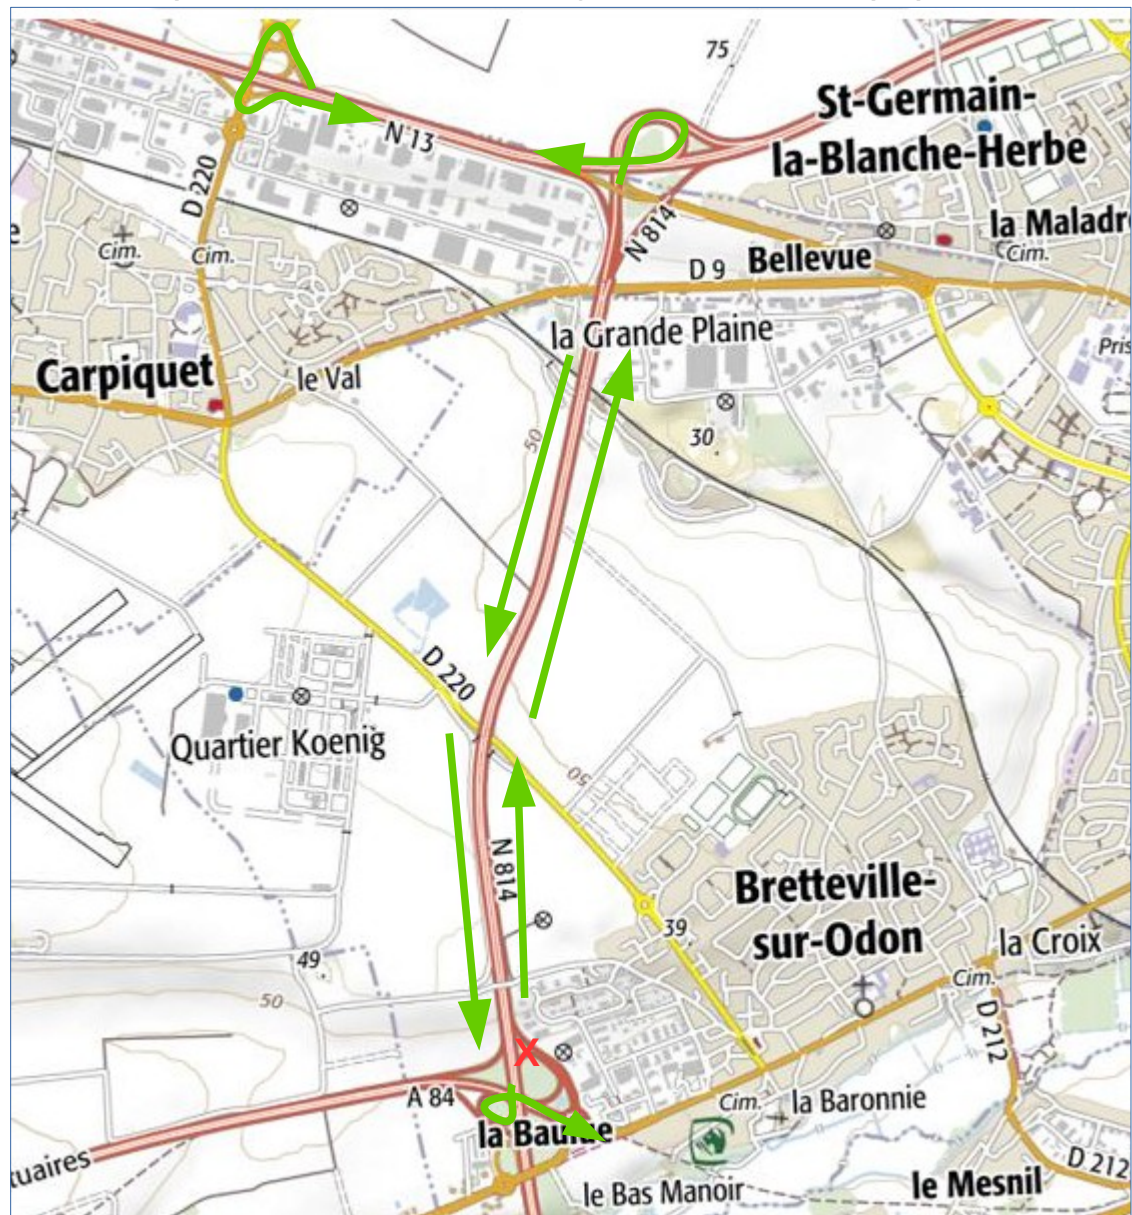 75
St-Germain-
la-Blanche-Herbe
N 13
D 220
N 814
la Maladr
Cim.
Cim.
Cim.
Bellevue
D 9
e
la Grande Plaine
Pris
Carpiquet
le Val
50
30
D 220
Quartier Koenig
50
N 814
Bretteville-
sur-Odon
39
la Croix
49
Cim.
50
D 212
X
A 84
Cim.
la Baronnie
la Baulue
tuaires
D 212
le Bas Manoir
le Mesnil